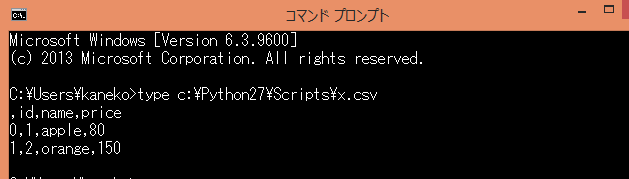 コマンド プロンプト
Microsoft Windows [Version 6.3.9600]
(c) 2013 Microsoft Corporation. All rights reserved.
C:¥Users¥kaneko>type c:¥Python27¥Scripts¥x.csv
,id,name,price
0,1,apple,80
1,2,orange,150